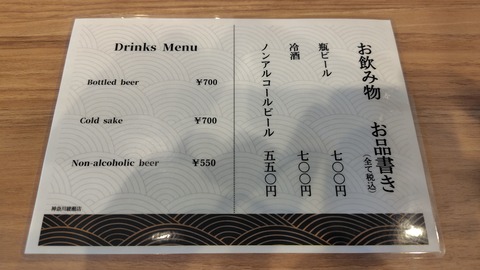 Drinks Menu
Bottled beer ¥700
Cold sake ¥700
Non-alcoholic beer ¥550
お飲み物 お品書き
(全て税込)
瓶ビール 七〇〇円
冷酒 七〇〇円
ノンアルコールビール 五五〇円